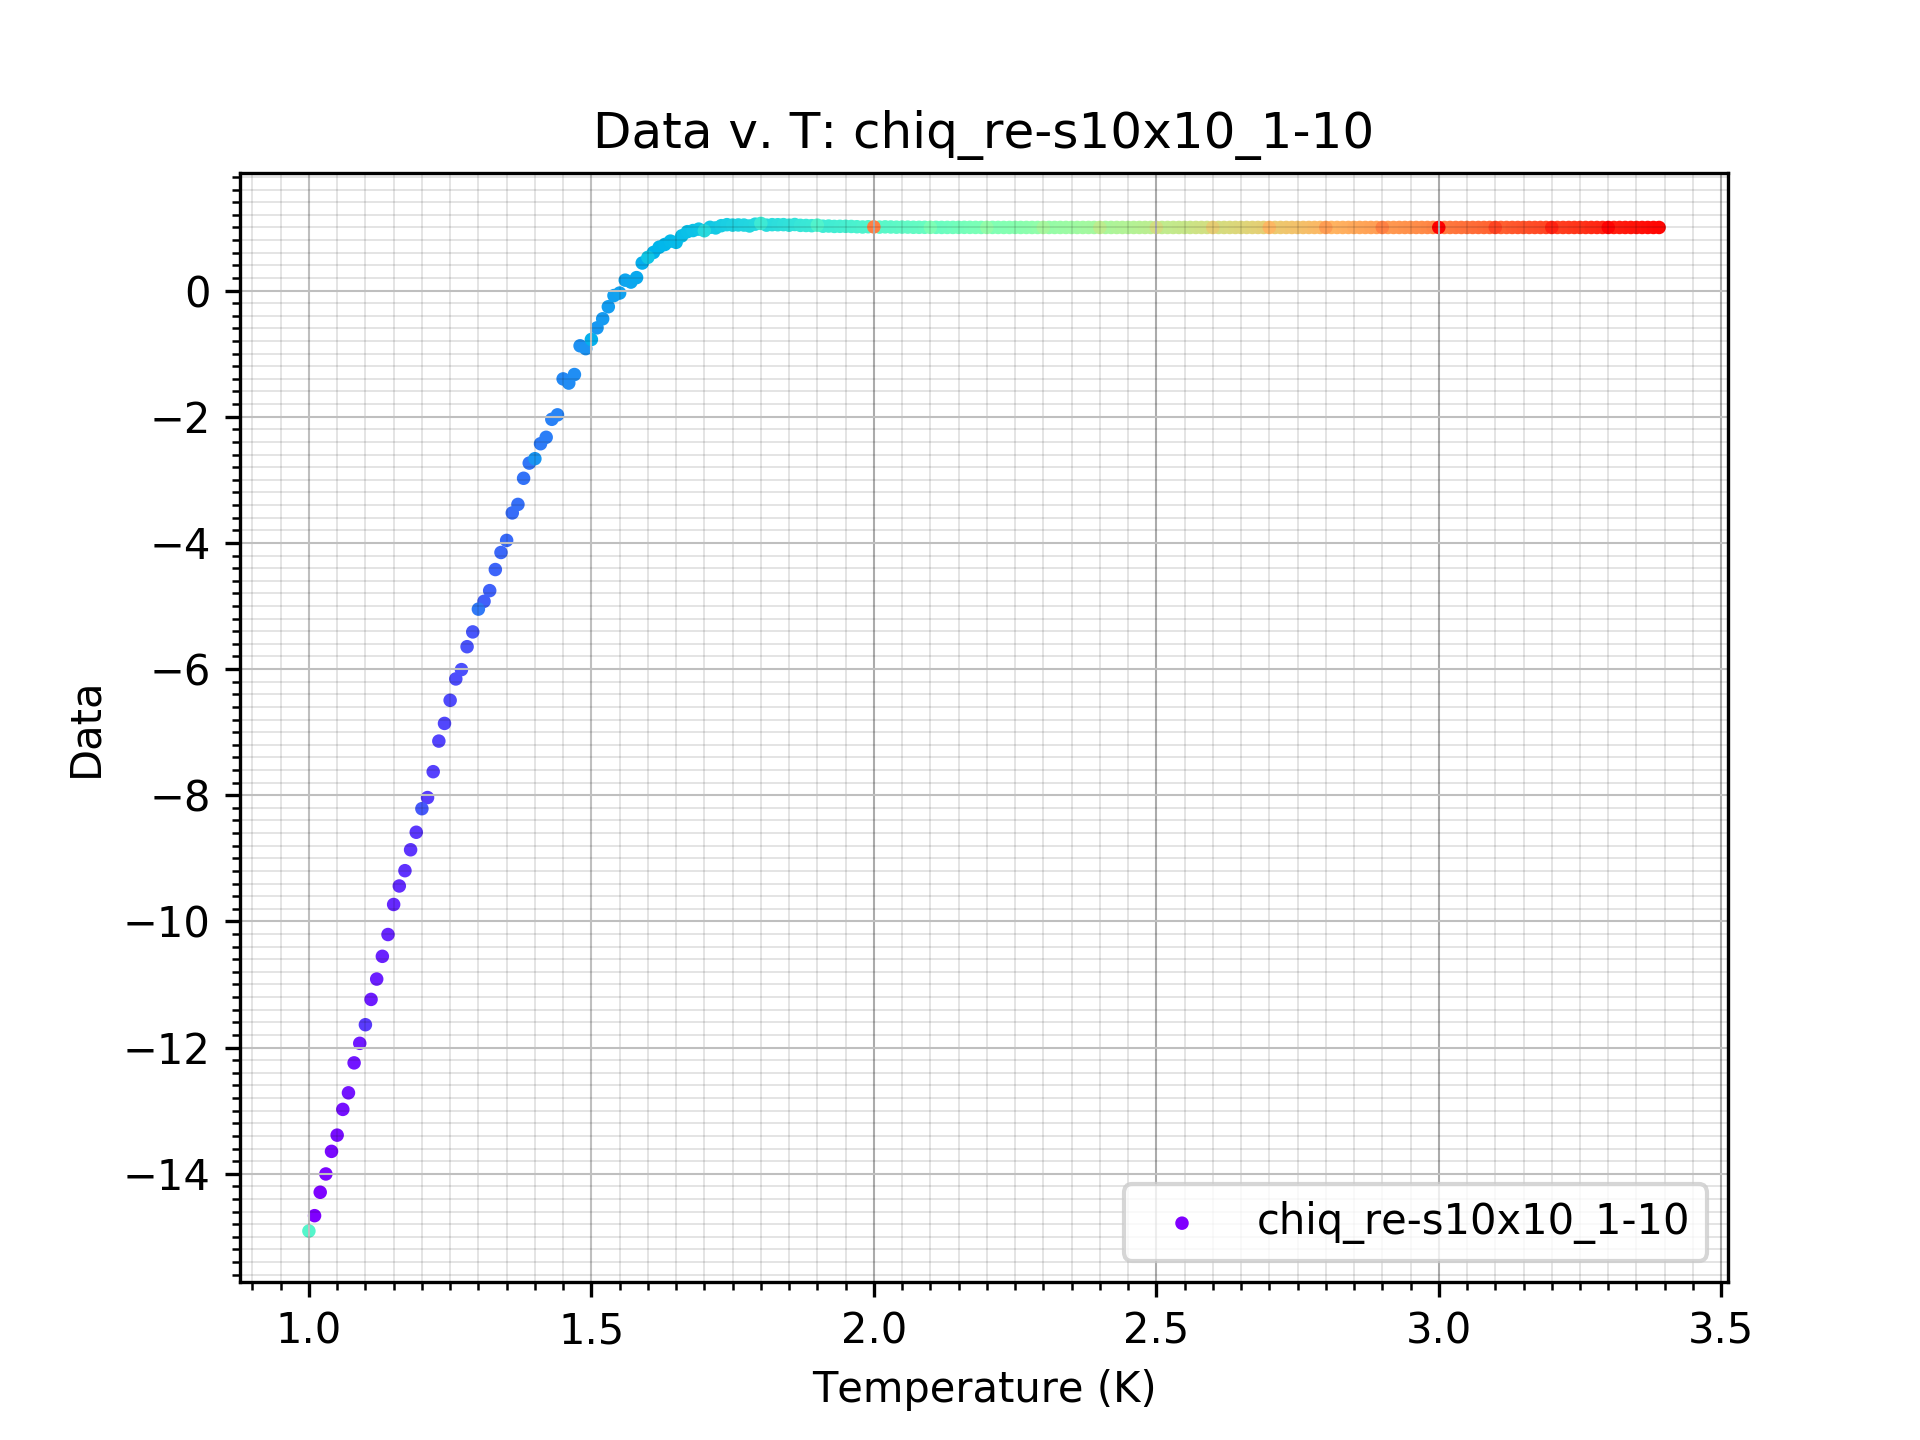 Data v. T: chiq_re-s10x10_1-10
0
−2
−4
−6
−8
−10
−12
−14
Data
chiq_re-s10x10_1-10
1.0 1.5 2.0 2.5 3.0 3.5
Temperature (K)